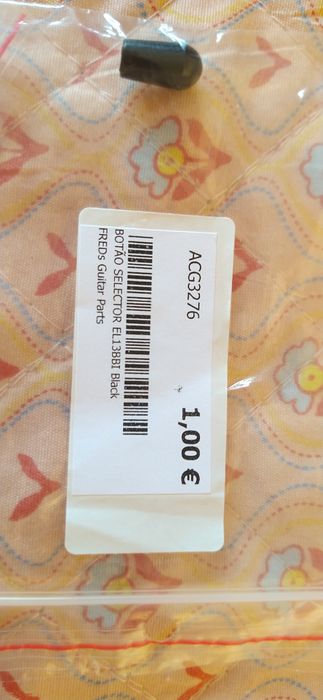 ACG3276
1,00 €
BOTÃO SELECTOR EL13BBI Black
FREDs Guitar Parts